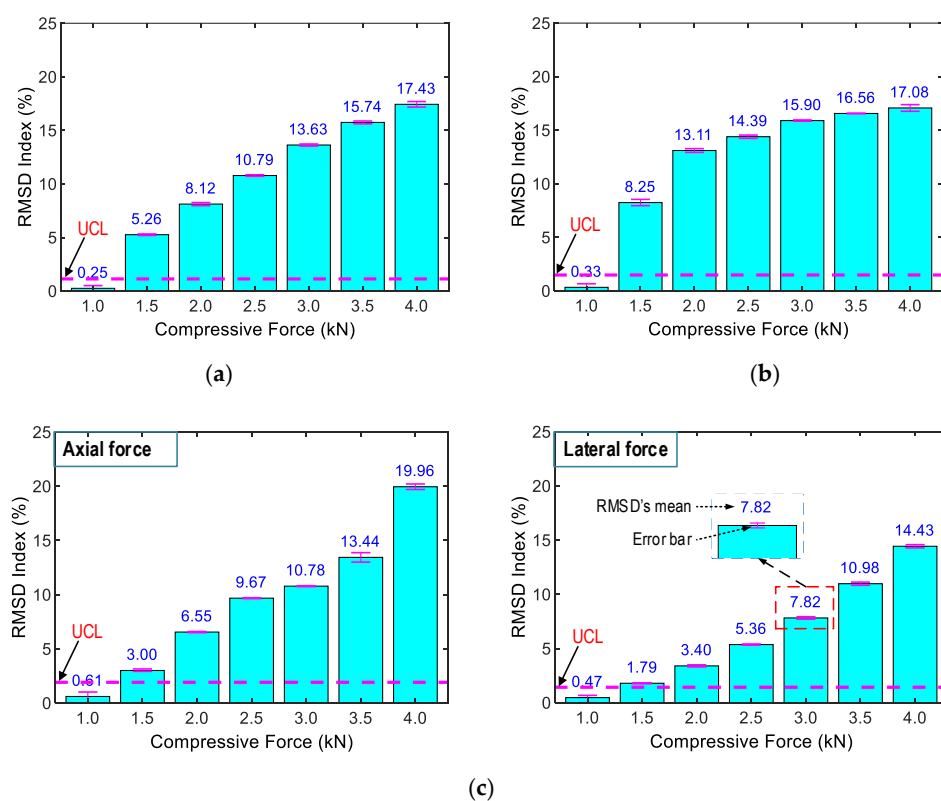 25
20
15
10
5
0
RMSD Index (%)
UCL
0.25
5.26
8.12
10.79
13.63
15.74
17.43
1.0 1.5 2.0 2.5 3.0 3.5 4.0
Compressive Force (kN)
(a)
25
20
15
10
5
0
RMSD Index (%)
UCL
0.33
8.25
13.11
14.39
15.90
16.56
17.08
1.0 1.5 2.0 2.5 3.0 3.5 4.0
Compressive Force (kN)
(b)
Axial force
25
20
15
10
5
0
RMSD Index (%)
UCL
0.61
3.00
6.55
9.67
10.78
13.44
19.96
1.0 1.5 2.0 2.5 3.0 3.5 4.0
Compressive Force (kN)
Lateral force
25
20
15
10
5
0
RMSD Index (%)
RMSD's mean
7.82
Error bar
UCL
0.47
1.79
3.40
5.36
7.82
10.98
14.43
1.0 1.5 2.0 2.5 3.0 3.5 4.0
Compressive Force (kN)
(c)